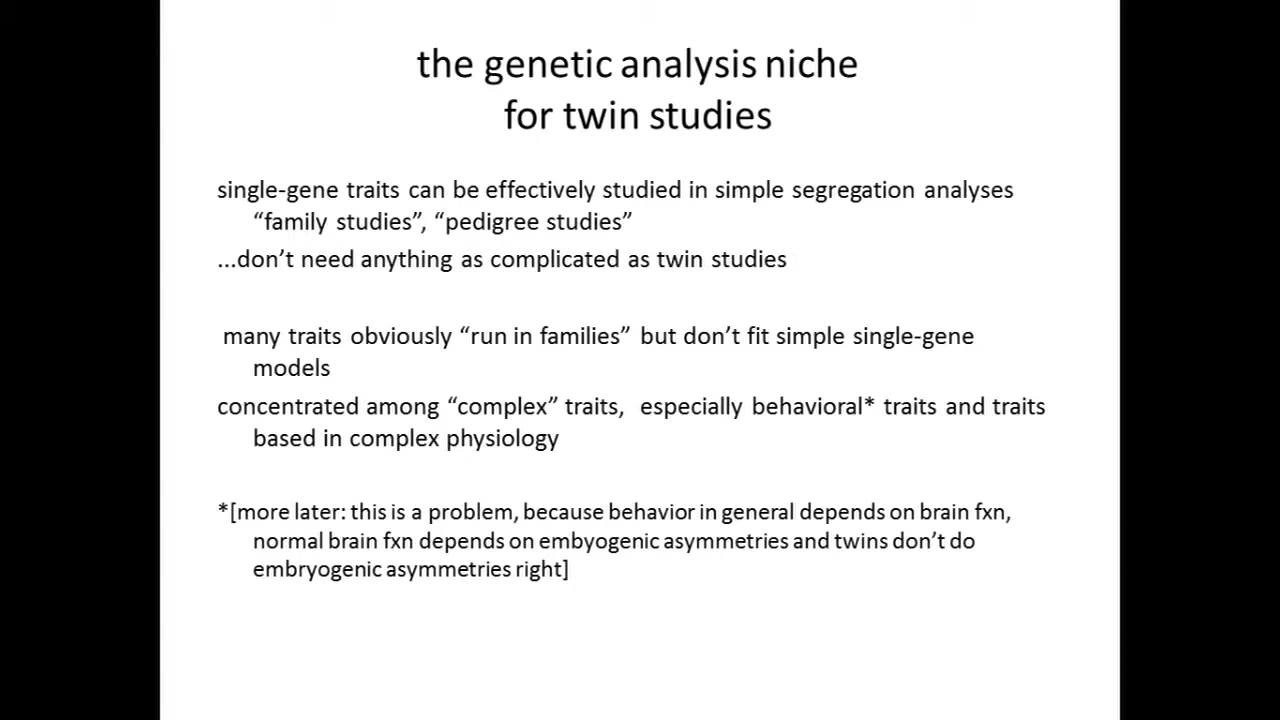 the genetic analysis niche
for twin studies
single-gene traits can be effectively studied in simple segregation analyses
“family studies”, “pedigree studies”
...don’t need anything as complicated as twin studies
many traits obviously “run in families” but don’t fit simple single-gene
models
concentrated among “complex” traits, especially behavioral* traits and traits
based in complex physiology
*[more later: this is a problem, because behavior in general depends on brain fxn,
normal brain fxn depends on embyogenic asymmetries and twins don’t do
embryogenic asymmetries right]